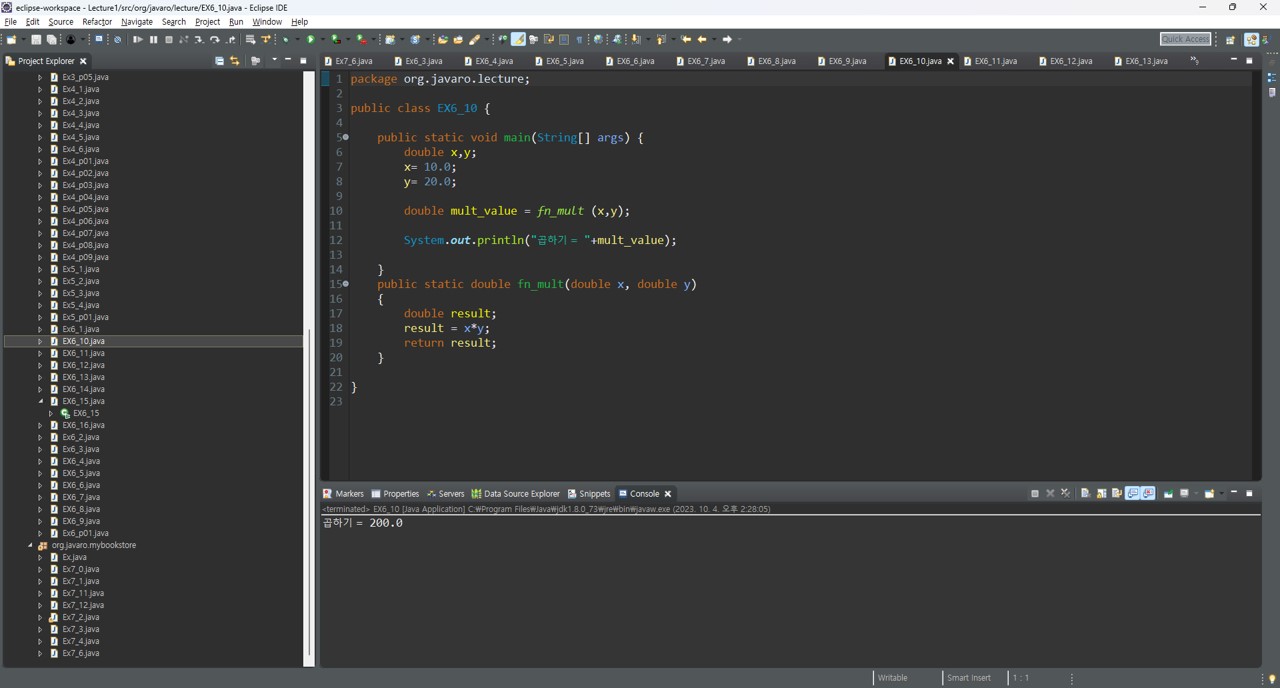 eclipse-workspace - Lecture1/src/org/javaro/lecture/EX6_10.java - Eclipse IDE
File Edit Source Refactor Navigate Search Project Run Window Help
Quick Access
Project Explorer
Ex3_p05.java
Ex4_1.java
Ex4_2.java
Ex4_3.java
Ex4_4.java
Ex4_5.java
Ex4_6.java
Ex4_p01.java
Ex4_p02.java
Ex4_p03.java
Ex4_p04.java
Ex4_p05.java
Ex4_p06.java
Ex4_p07.java
Ex4_p08.java
Ex4_p09.java
Ex5_1.java
Ex5_2.java
Ex5_3.java
Ex5_4.java
Ex5_p01.java
Ex6_1.java
EX6_10.java
EX6_11.java
EX6_12.java
EX6_13.java
EX6_14.java
EX6_15.java
EX6_15
EX6_16.java
Ex6_2.java
Ex6_3.java
EX6_4.java
EX6_5.java
EX6_6.java
EX6_7.java
EX6_8.java
EX6_9.java
Ex6_p01.java
org.javaro.mybookstore
Ex.java
Ex7_0.java
Ex7_1.java
Ex7_11.java
Ex7_12.java
Ex7_2.java
Ex7_3.java
Ex7_4.java
Ex7_6.java
Ex7_6.java Ex6_3.java EX6_4.java EX6_5.java EX6_6.java EX6_7.java EX6_8.java EX6_9.java EX6_10.java EX6_11.java EX6_12.java EX6_13.java
1 package org.javaro.lecture;
2
3 public class EX6_10 {
4
5 public static void main(String[] args) {
6 double x,y;
7 x= 10.0;
8 y= 20.0;
9
10 double mult_value = fn_mult (x,y);
11
12 System.out.println("곱하기 = "+mult_value);
13
14 }
15 public static double fn_mult(double x, double y)
16 {
17 double result;
18 result = x*y;
19 return result;
20 }
21
22 }
23
Markers Properties Servers Data Source Explorer Snippets Console
<terminated> EX6_10 [Java Application] C:₩Program Files₩Java₩jdk1.8.0_73₩jre₩bin₩javaw.exe (2023. 10. 4. 오후 2:28:05)
곱하기 = 200.0
Writable Smart Insert 1 : 1